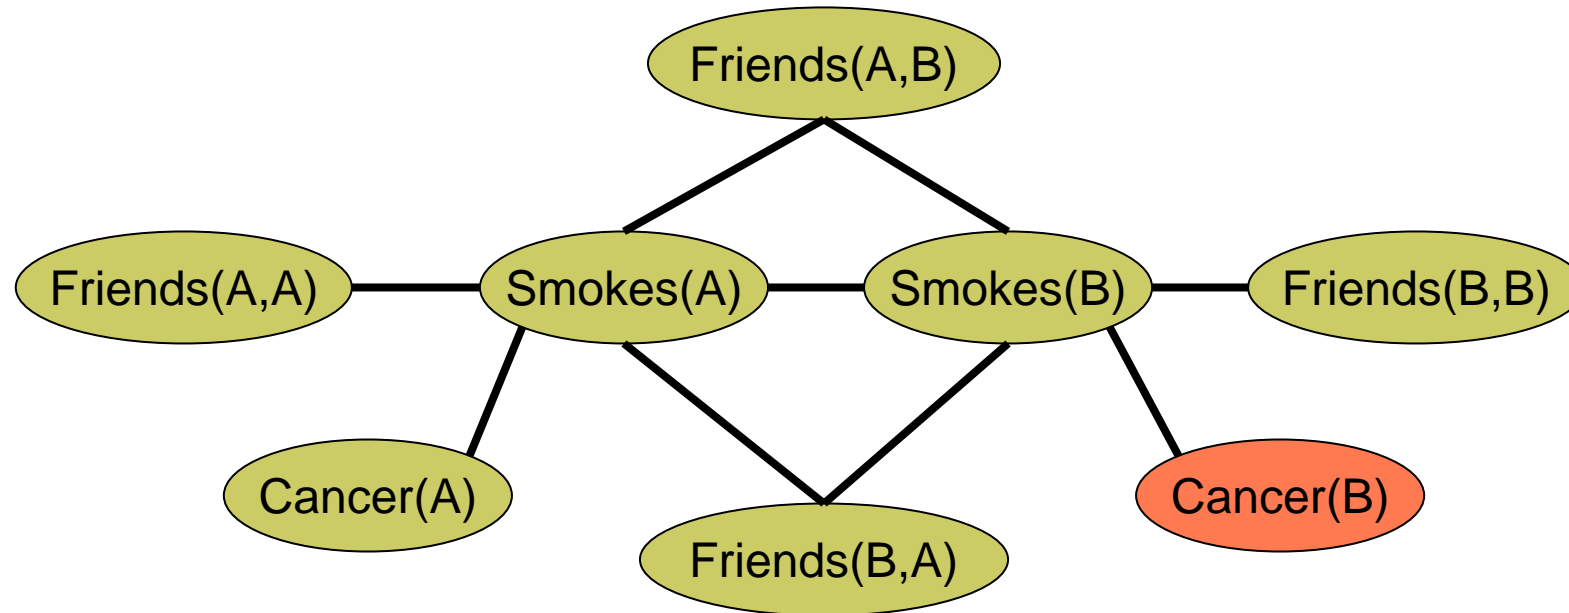 Friends(A,B)
Friends(A,A)
Smokes(A)
Smokes(B)
Friends(B,B)
Cancer(A)
Cancer(B)
Friends(B,A)